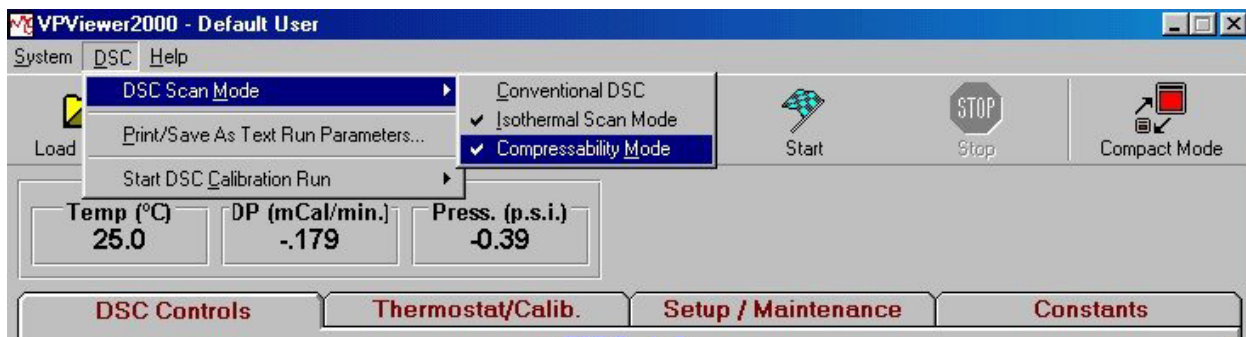 VPViewer2000 - Default User
System DSC Help
DSC Scan Mode
Print/Save As Text Run Parameters...
Start DSC Calibration Run
Conventional DSC
Isothermal Scan Mode
Compressability Mode
Load
Start
STOP
Stop
Compact Mode
Temp (ºC) DP (mCal/min.) Press. (p.s.i.)
25.0 -.179 -0.39
DSC Controls Thermostat/Calib. Setup / Maintenance Constants